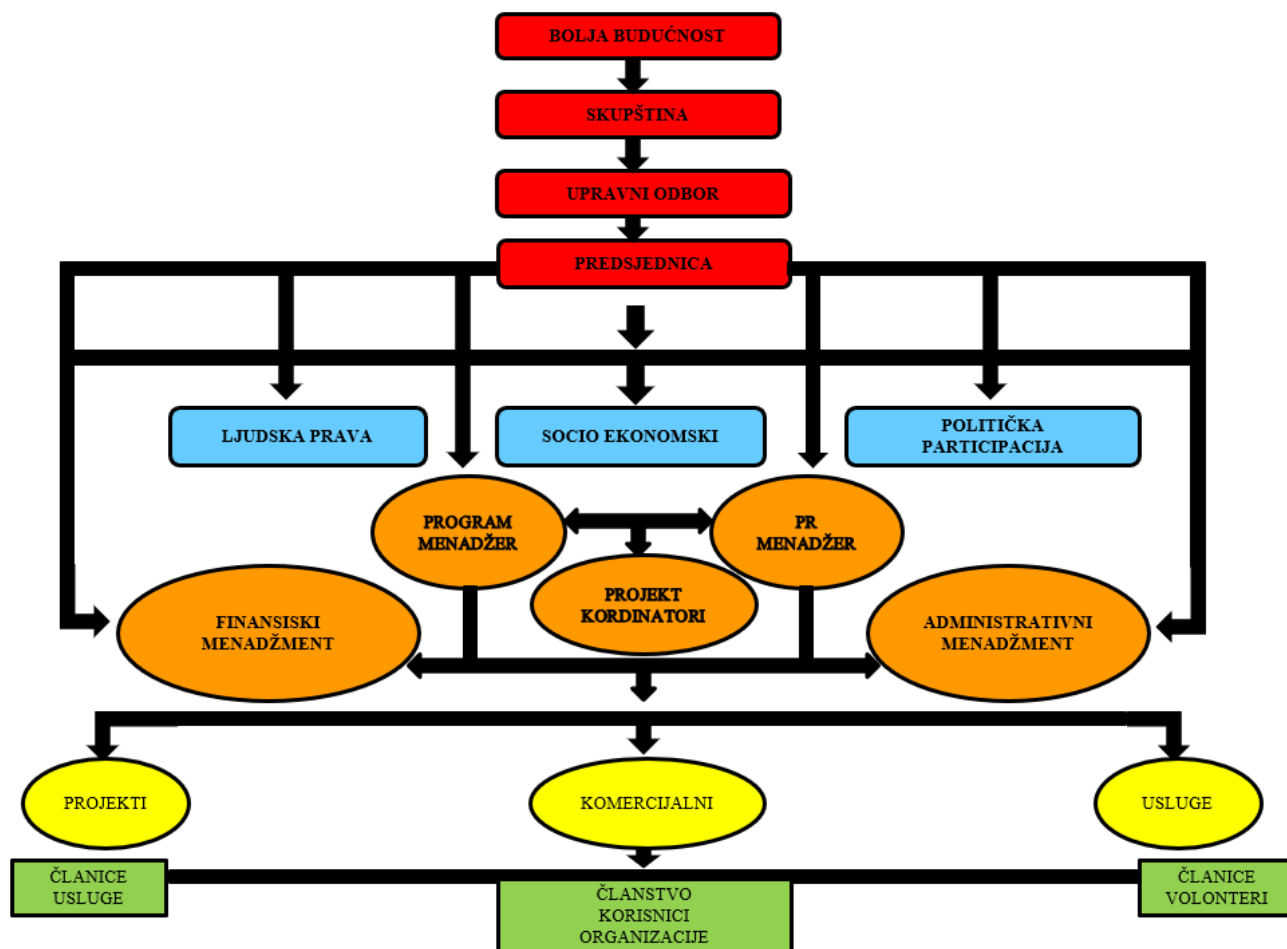 BOLJA BUDUĆNOST
SKUPŠTINA
UPRAVNI ODBOR
PREDSJEDNICA
LJUDSKA PRAVA
SOCIO EKONOMSKI
POLITIČKA
PARTICIPACIJA
PROGRAM
MENADŽER
PR
MENADŽER
PROJEKT
KORDINATORI
FINANSISKI
MENADŽMENT
ADMINISTRATIVNI
MENADŽMENT
PROJEKTI
KOMERCIJALNI
USLUGE
ČLANICE
USLUGE
ČLANSTVO
KORISNICI
ORGANIZACIJE
ČLANICE
VOLONTERI